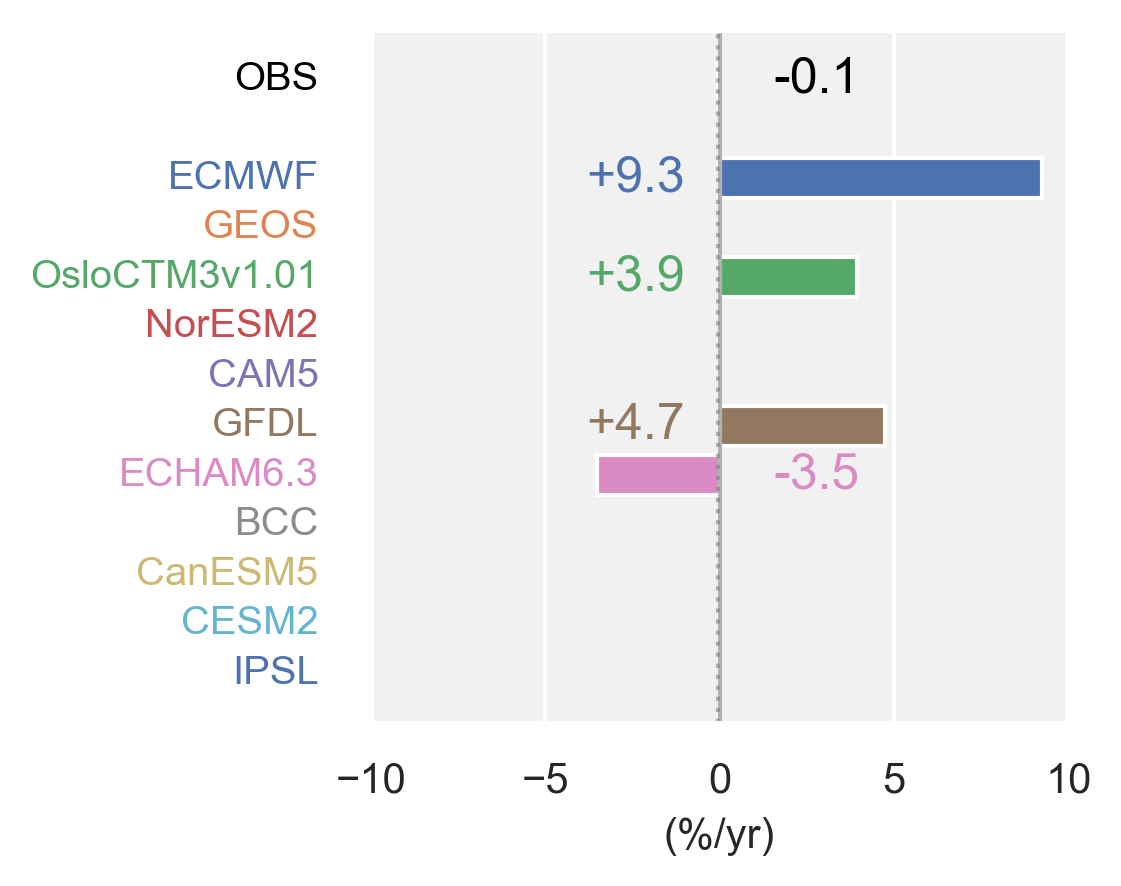 OBS -0.1
ECMWF +9.3
GEOS
OsloCTM3v1.01 +3.9
NorESM2
CAM5
GFDL +4.7
ECHAM6.3 -3.5
BCC
CanESM5
CESM2
IPSL
−10 −5 0 5 10
(%/yr)